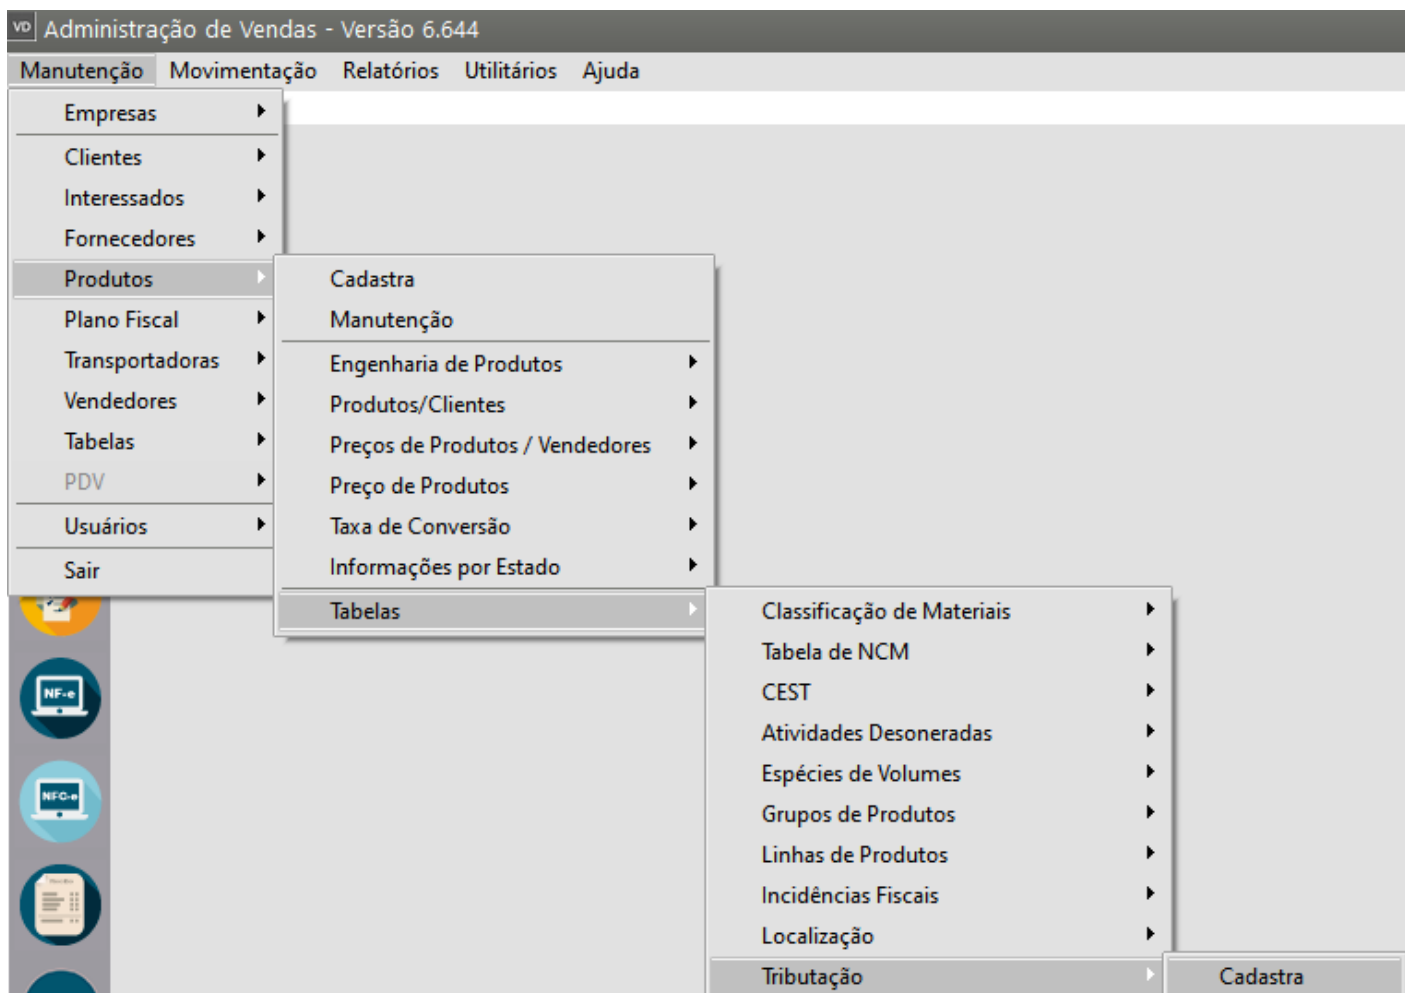 VD Administração de Vendas - Versão 6.644
Manutenção Movimentação Relatórios Utilitários Ajuda
Empresas
Clientes
Interessados
Fornecedores
Produtos
Plano Fiscal
Transportadoras
Vendedores
Tabelas
PDV
Usuários
Sair
Cadastra
Manutenção
Engenharia de Produtos
Produtos/Clientes
Preços de Produtos / Vendedores
Preço de Produtos
Taxa de Conversão
Informações por Estado
Tabelas
Classificação de Materiais
Tabela de NCM
CEST
Atividades Desoneradas
Espécies de Volumes
Grupos de Produtos
Linhas de Produtos
Incidências Fiscais
Localização
Tributação
Cadastra
NF-e
NFC-e